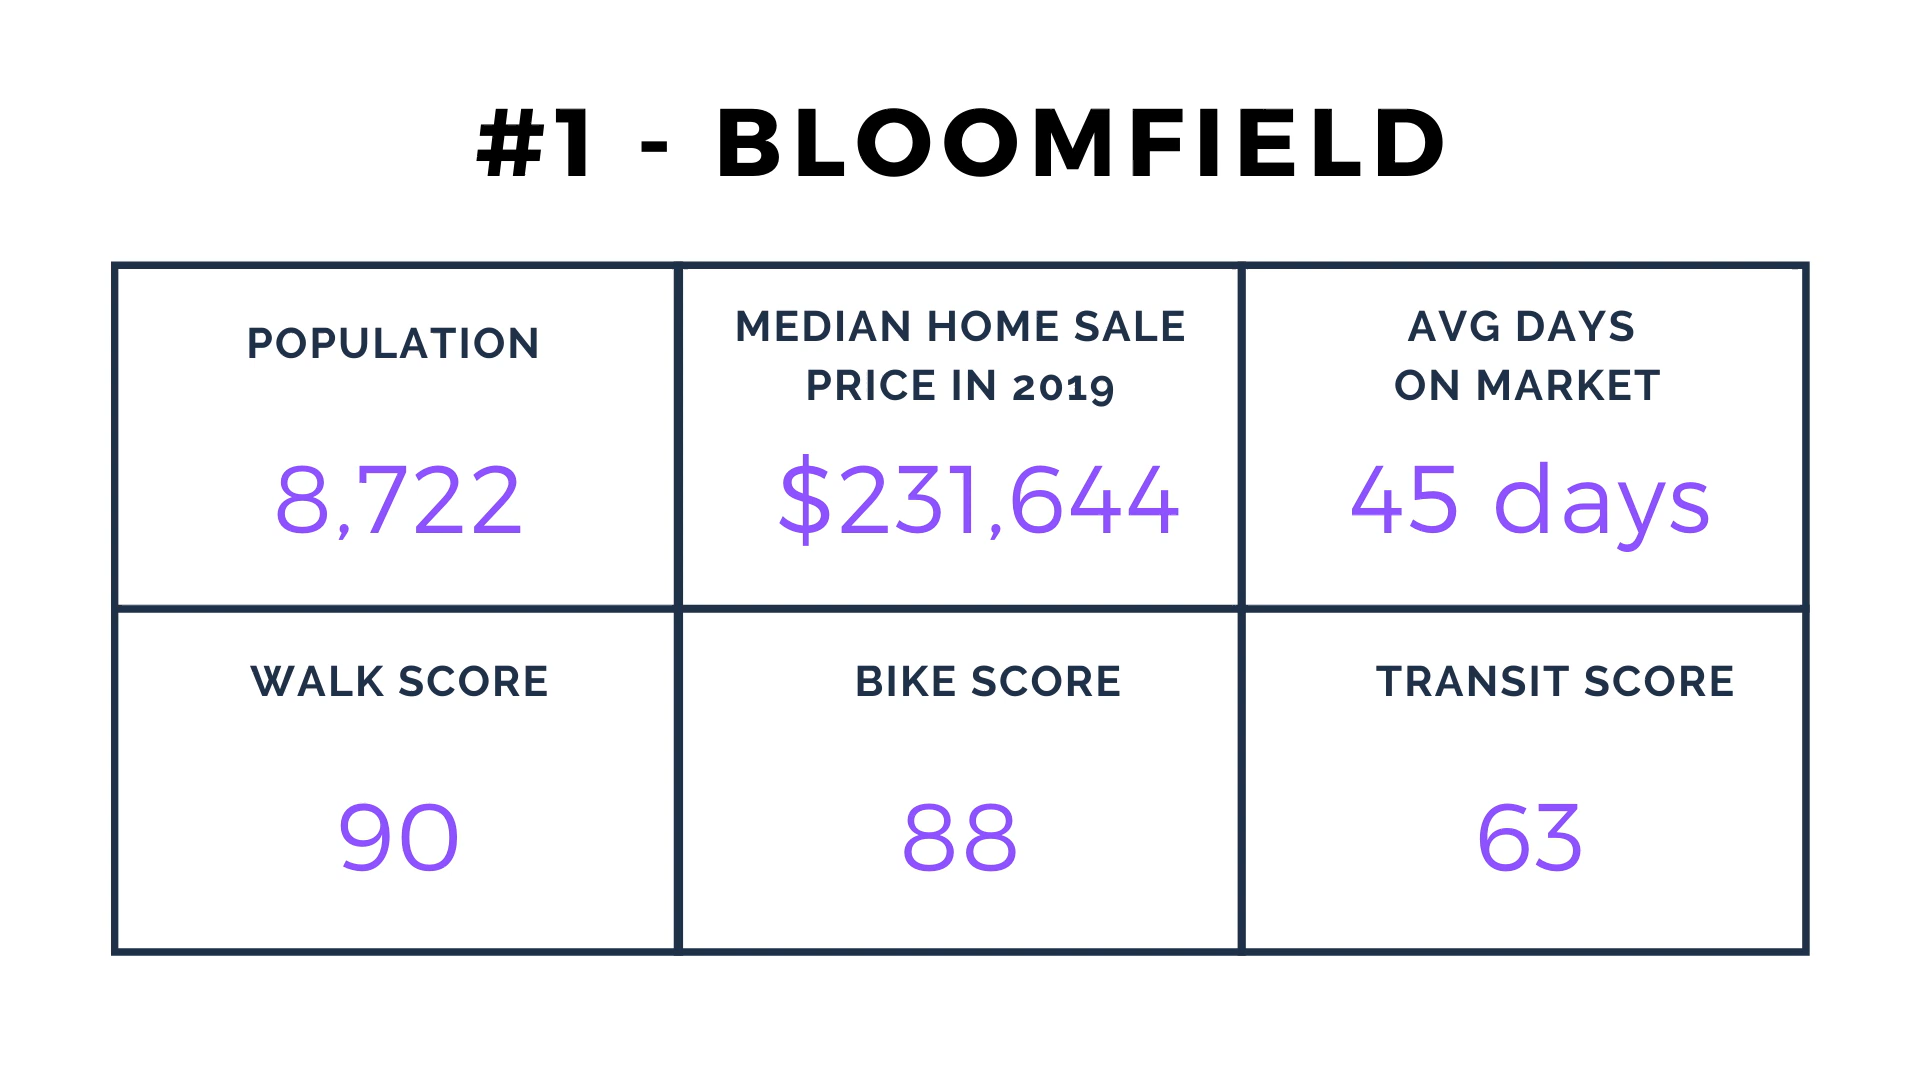 #1 - BLOOMFIELD
POPULATION
8,722
MEDIAN HOME SALE
PRICE IN 2019
$231,644
AVG DAYS
ON MARKET
45 days
WALK SCORE
90
BIKE SCORE
88
TRANSIT SCORE
63